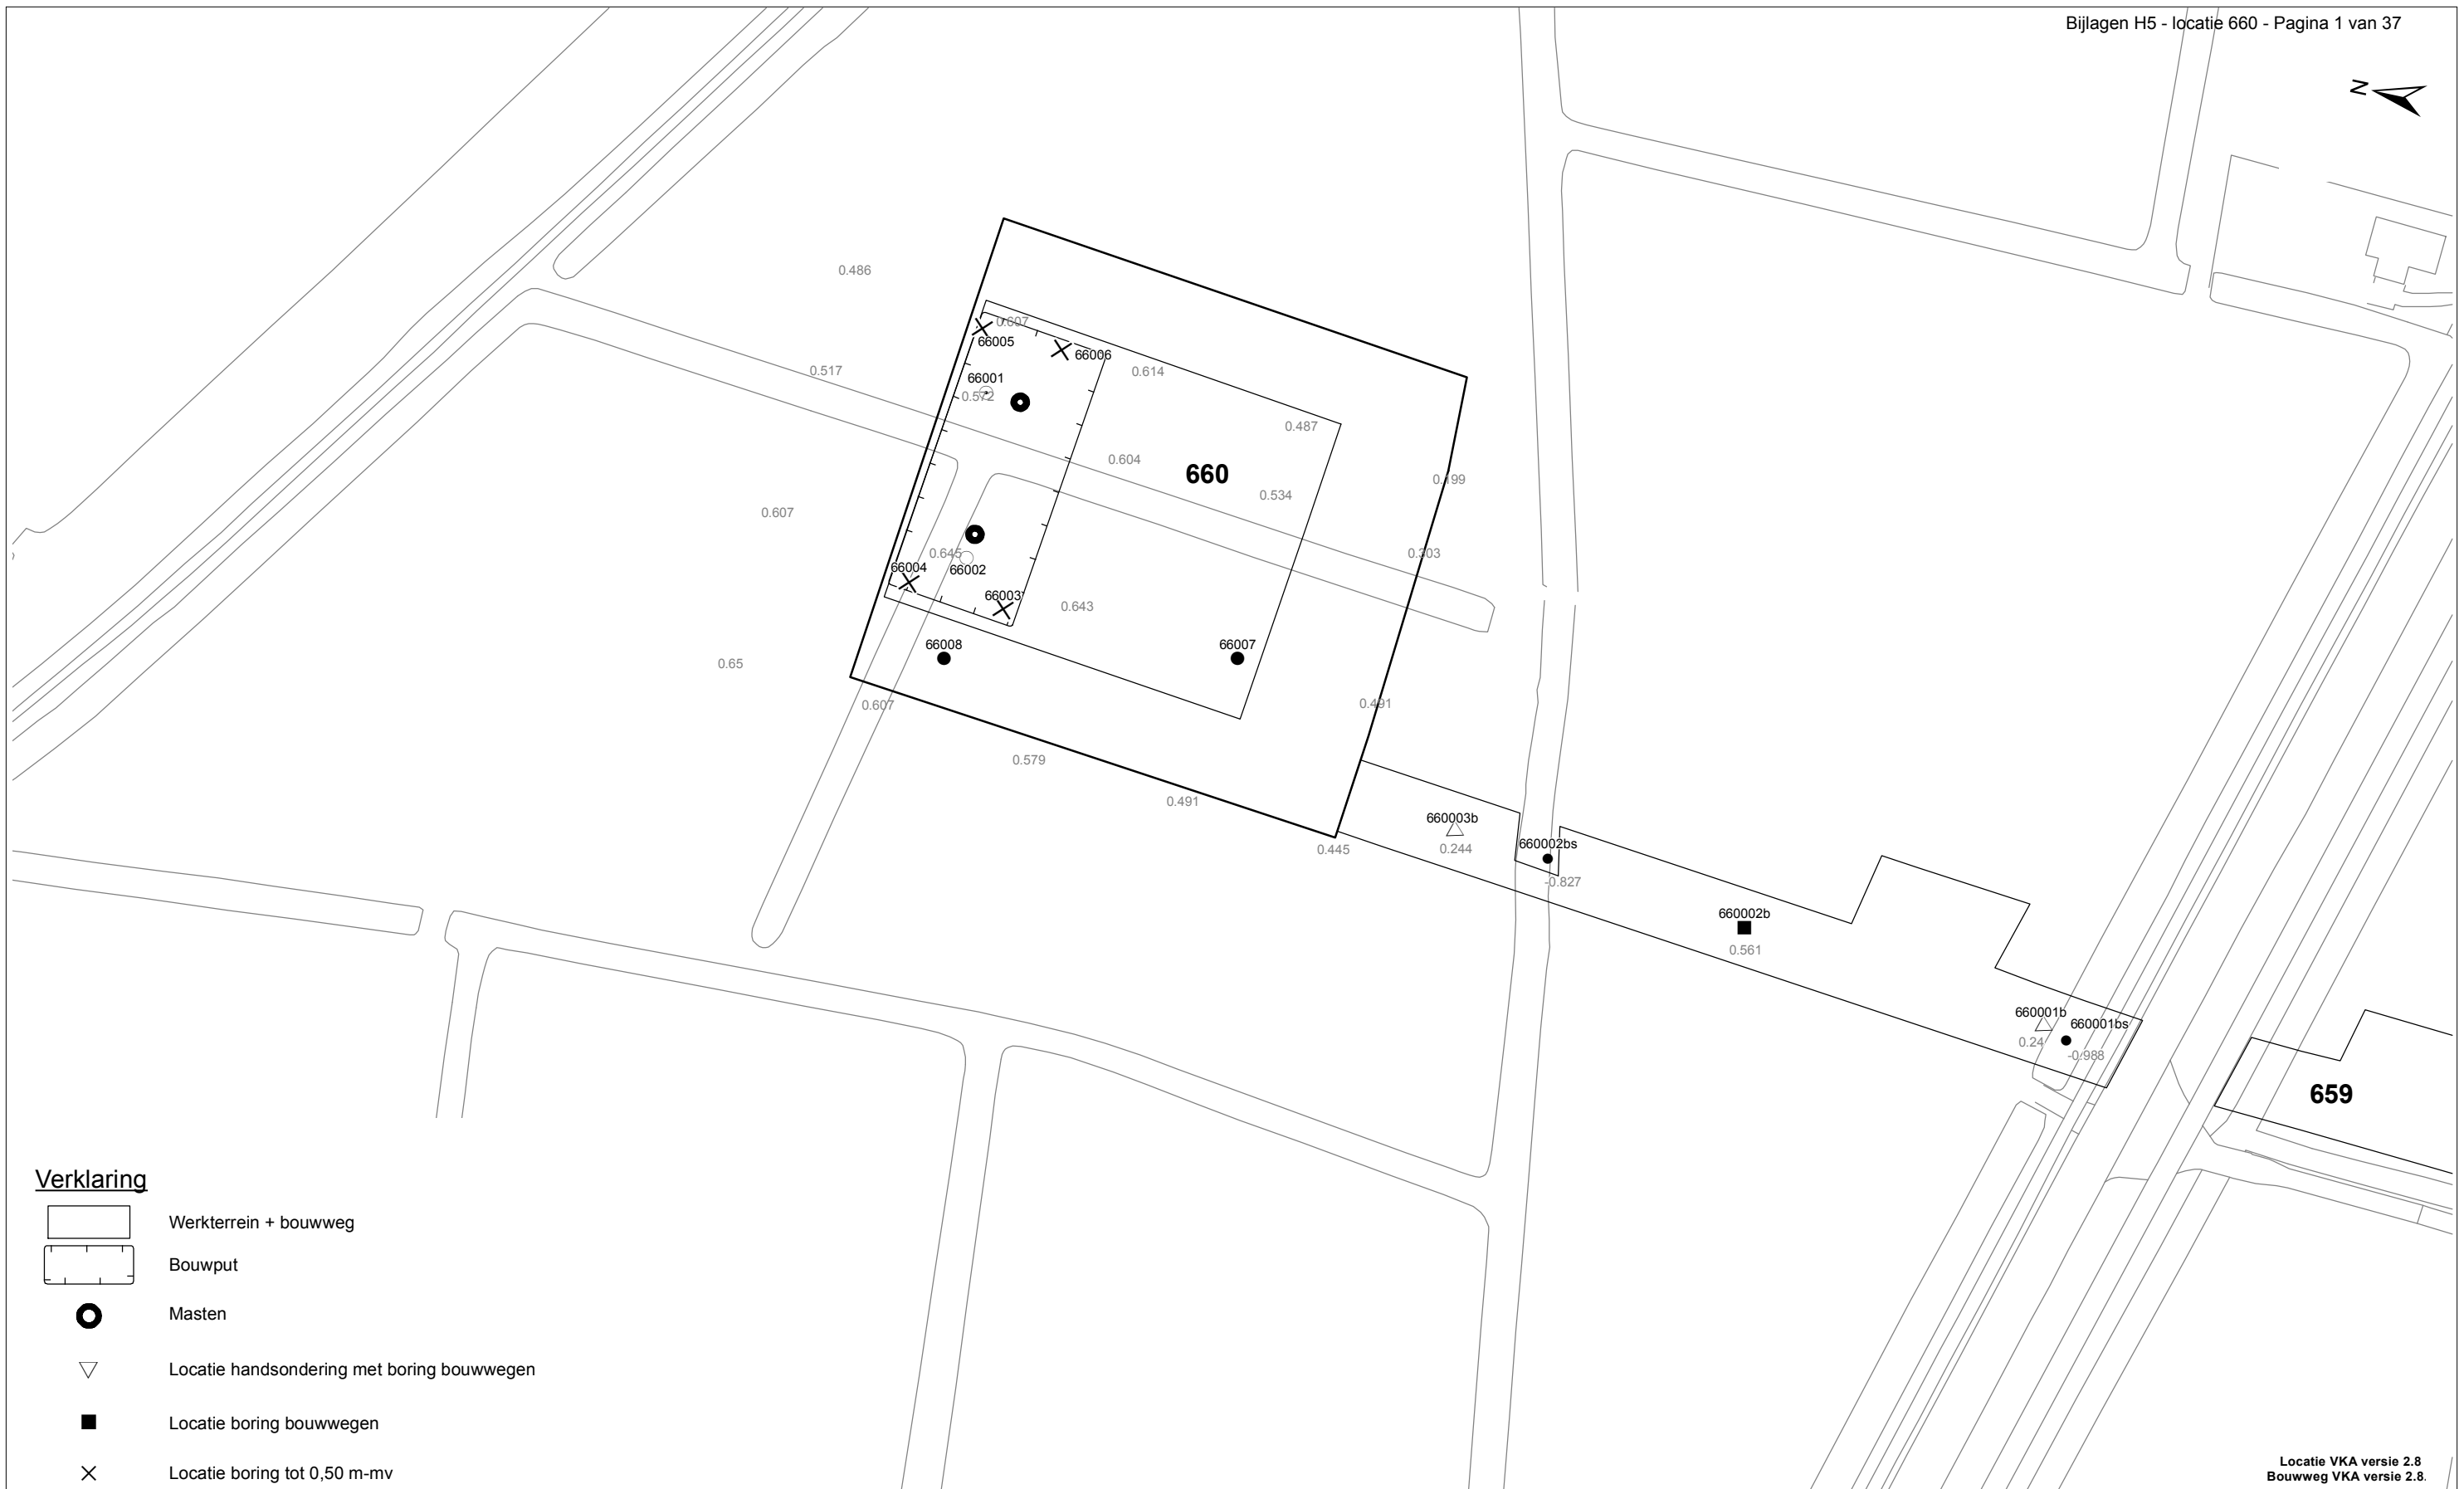 Bijlagen H5 - locatie 660 - Pagina 1 van 37
N
0.486
0.607
66005
66006
0.517
66001
0.614
0.572
0.487
0.604
660
0.199
0.534
0.607
0.645
0.303
66004
66002
66003
0.643
66008
66007
0.65
0.607
0.491
0.579
0.491
660003b
0.445
0.244
660002bs
-0.827
660002b
0.561
660001b
660001bs
0.24
-0.988
659
Verklaring
Werkterrein + bouwweg
Bouwput
Masten
Locatie handsondering met boring bouwwegen
Locatie boring bouwwegen
Locatie boring tot 0,50 m-mv
Locatie VKA versie 2.8
Bouwweg VKA versie 2.8.